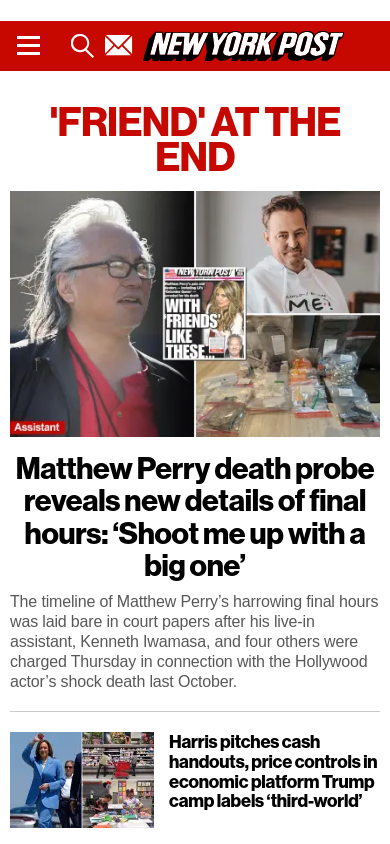 NEW YORK POST
'FRIEND' AT THE
END
ME!
NEW YORK POST
WITH
'FRIENDS'
LIKE
THESE...
Assistant
Matthew Perry death probe
reveals new details of final
hours: ‘Shoot me up with a
big one’
The timeline of Matthew Perry’s harrowing final hours
was laid bare in court papers after his live-in
assistant, Kenneth Iwamasa, and four others were
charged Thursday in connection with the Hollywood
actor’s shock death last October.
Harris pitches cash
handouts, price controls in
economic platform Trump
camp labels ‘third-world’